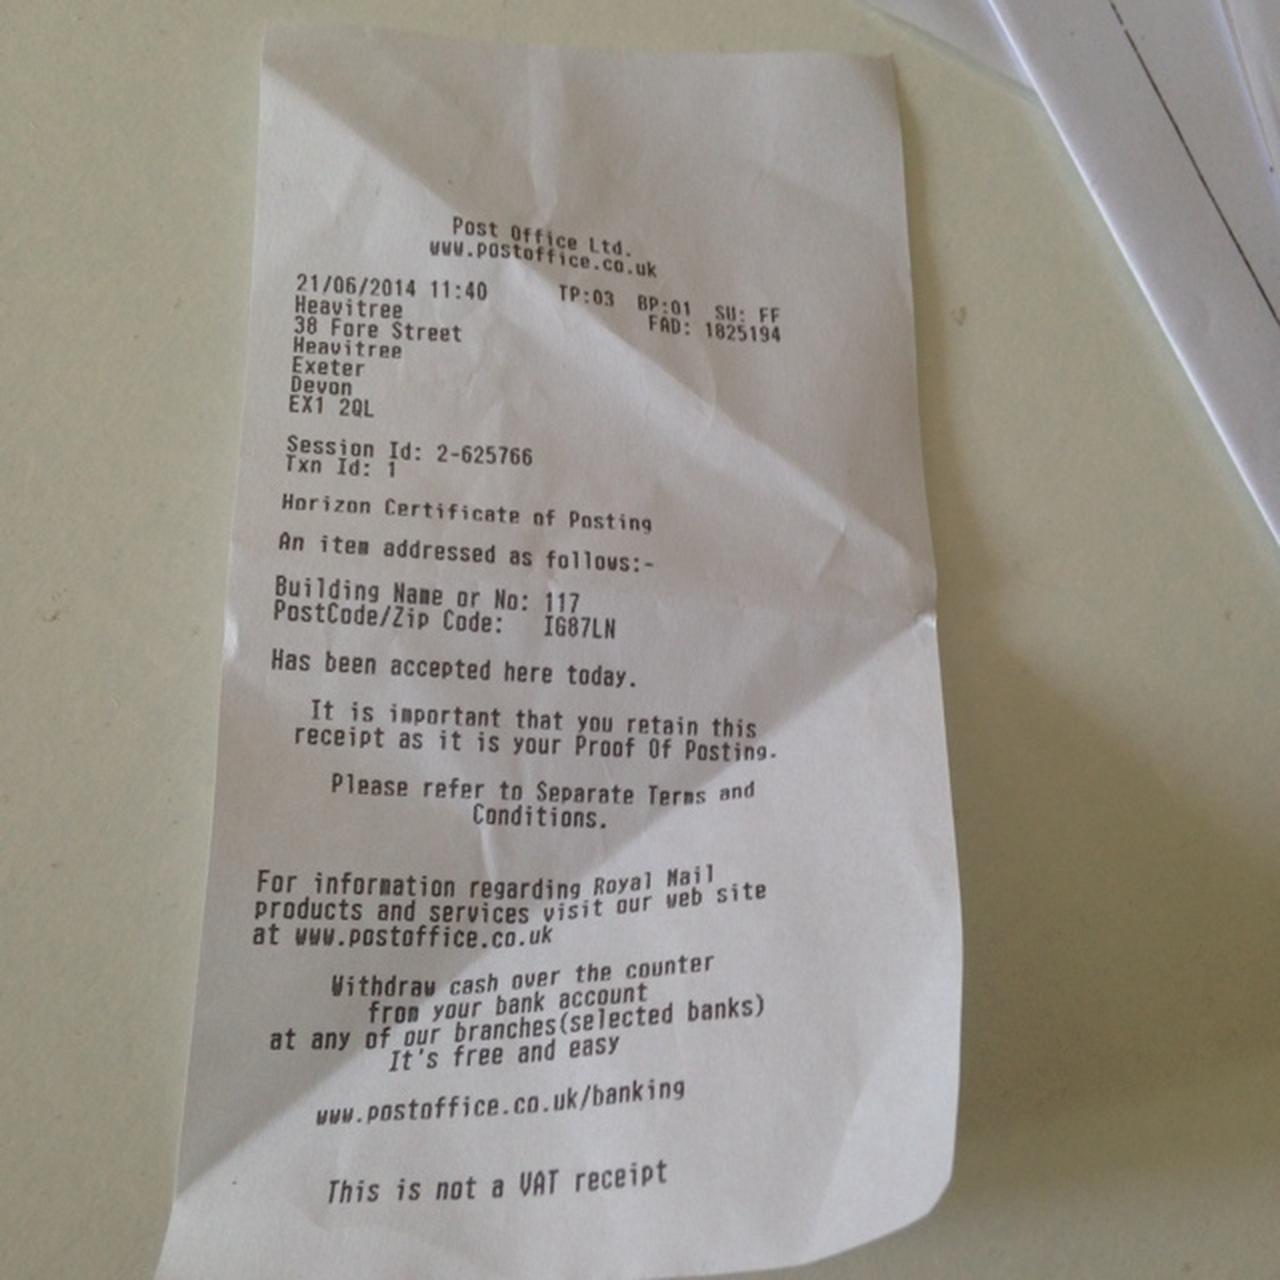 Post Office Ltd.
www.postoffice.co.uk
21/06/2014 11:40 TP:03 BP:01 SU: FF
Heavitree FAD: 1825194
38 Fore Street
Heavitree
Exeter
Devon
EX1 2QL
Session Id: 2-625766
Txn Id: 1
Horizon Certificate of Posting
An item addressed as follows:-
Building Name or No: 117
PostCode/Zip Code: IG87LN
Has been accepted here today.
It is important that you retain this
receipt as it is your Proof Of Posting.
Please refer to Separate Terms and
Conditions.
For information regarding Royal Mail
products and services visit our web site
at www.postoffice.co.uk
Withdraw cash over the counter
from your bank account
at any of our branches(selected banks)
It's free and easy
www.postoffice.co.uk/banking
This is not a VAT receipt